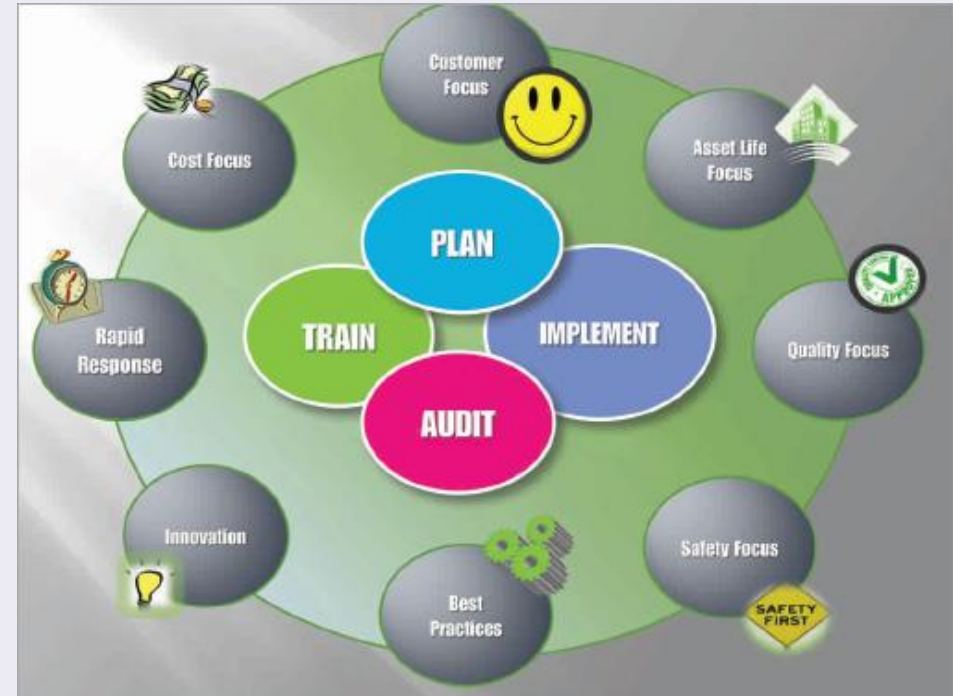 Customer
Focus
Cost Focus
Asset Life
Focus
PLAN
TRAIN
IMPLEMENT
Rapid
Response
Quality Focus
APPROVED
AUDIT
Innovation
Safety Focus
Best
Practices
SAFETY
FIRST